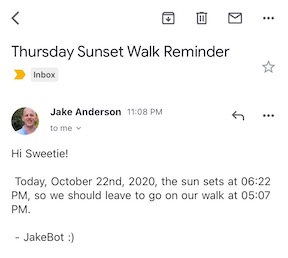 Thursday Sunset Walk Reminder
Inbox
Jake Anderson 11:08 PM
to me
Hi Sweetie!
Today, October 22nd, 2020, the sun sets at 06:22
PM, so we should leave to go on our walk at 05:07
PM.
- JakeBot :)